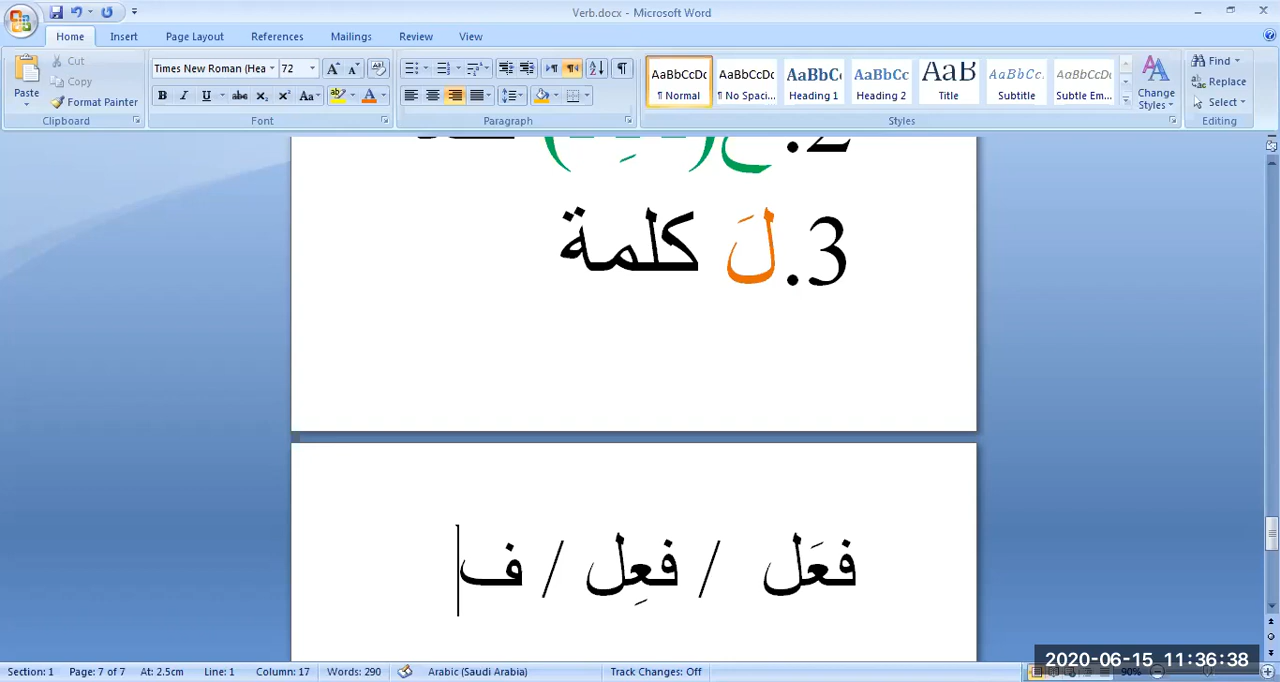 Verb.docx - Microsoft Word
Home Insert Page Layout References Mailings Review View
Paste
Cut
Copy
Format Painter
Clipboard
Times New Roman (Hea 72
Font
Paragraph
AaBbCcDc AaBbCcDc AaBbC AaBbCc AaB AaBbCc. AaBbCcDc
¶ Normal ¶ No Spaci... Heading 1 Heading 2 Title Subtitle Subtle Em...
Change Styles
Styles
Find
Replace
Select
Editing
3. لَ كلمة
فعَل / فعِل / ف
Section: 1 Page: 7 of 7 At: 2.5cm Line: 1 Column: 17 Words: 290 Arabic (Saudi Arabia) Track Changes: Off 90%
2020-06-15 11:36:38